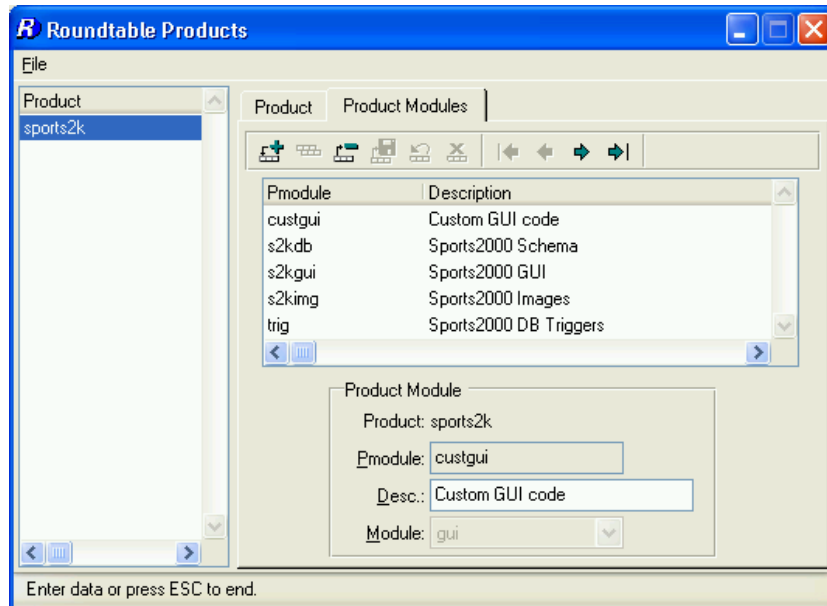 Roundtable Products
File
Product
sports2k
Product Product Modules
Pmodule Description
custgui Custom GUI code
s2kdb Sports2000 Schema
s2kgui Sports2000 GUI
s2kimg Sports2000 Images
trig Sports2000 DB Triggers
Product Module
Product: sports2k
Pmodule: custgui
Desc.: Custom GUI code
Module: gui
Enter data or press ESC to end.